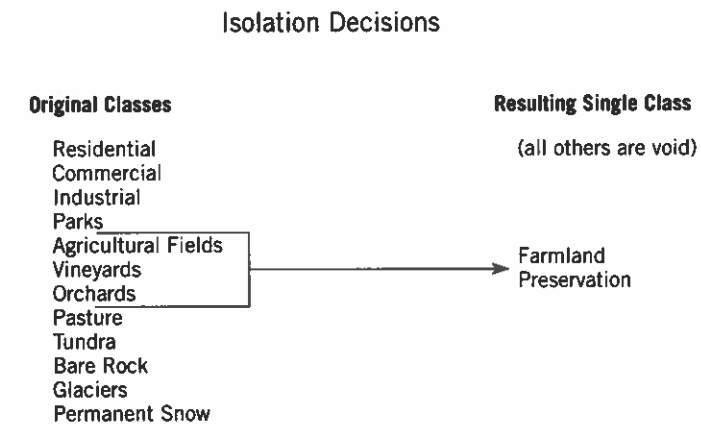 Isolation Decisions
Original Classes
Resulting Single Class
Residential
(all others are void)
Commercial
Industrial
Parks
Agricultural Fields
Vineyards
Farmland
Preservation
Orchards
Pasture
Tundra
Bare Rock
Glaciers
Permanent Snow